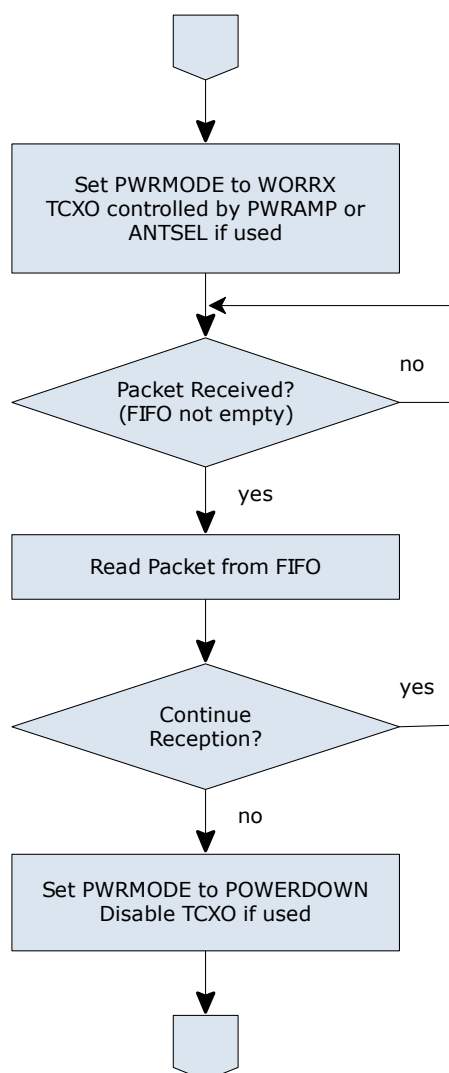 Set PWRMODE to WORRX
TCXO controlled by PWRAMP or
ANTSEL if used
Packet Received?
(FIFO not empty)
no
yes
Read Packet from FIFO
Continue
Reception?
yes
no
Set PWRMODE to POWERDOWN
Disable TCXO if used